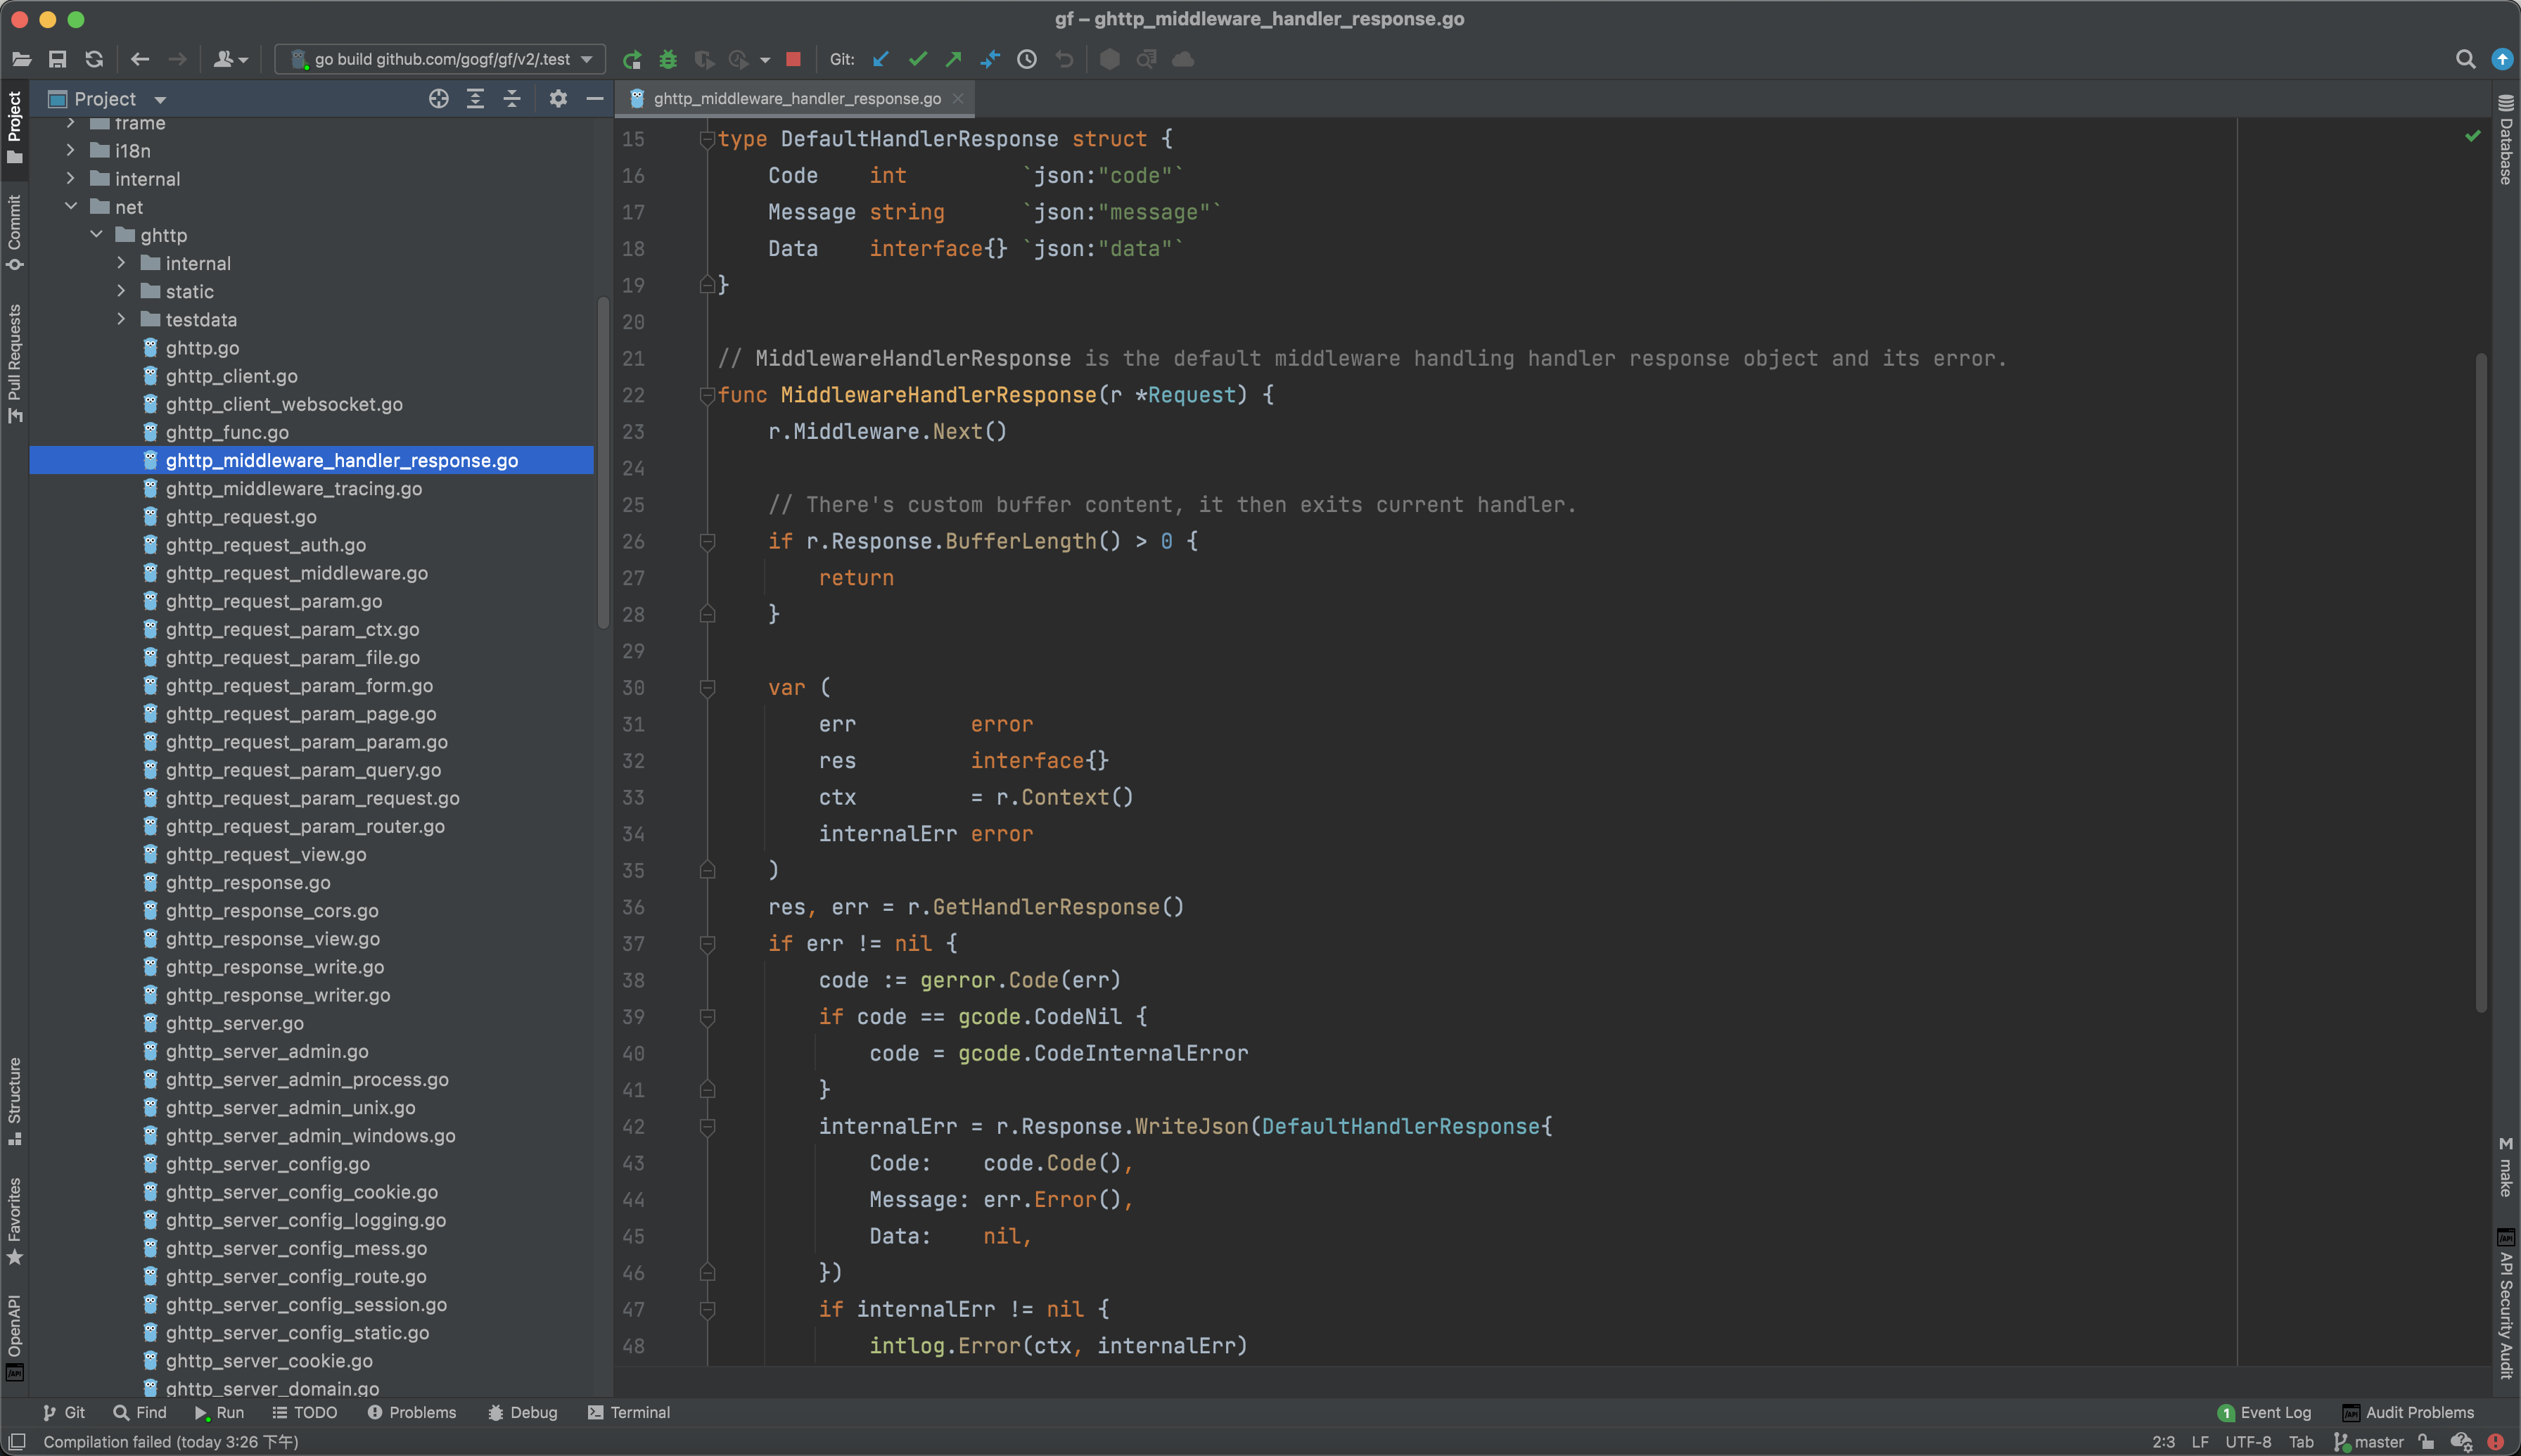 gf – ghttp_middleware_handler_response.go
go build github.com/gogf/gf/v2/.test
Git:
Project
ghttp_middleware_handler_response.go
Project
Commit
Pull Requests
Structure
Favorites
OpenAPI
frame
i18n
internal
net
ghttp
internal
static
testdata
ghttp.go
ghttp_client.go
ghttp_client_websocket.go
ghttp_func.go
ghttp_middleware_handler_response.go
ghttp_middleware_tracing.go
ghttp_request.go
ghttp_request_auth.go
ghttp_request_middleware.go
ghttp_request_param.go
ghttp_request_param_ctx.go
ghttp_request_param_file.go
ghttp_request_param_form.go
ghttp_request_param_page.go
ghttp_request_param_param.go
ghttp_request_param_query.go
ghttp_request_param_request.go
ghttp_request_param_router.go
ghttp_request_view.go
ghttp_response.go
ghttp_response_cors.go
ghttp_response_view.go
ghttp_response_write.go
ghttp_response_writer.go
ghttp_server.go
ghttp_server_admin.go
ghttp_server_admin_process.go
ghttp_server_admin_unix.go
ghttp_server_admin_windows.go
ghttp_server_config.go
ghttp_server_config_cookie.go
ghttp_server_config_logging.go
ghttp_server_config_mess.go
ghttp_server_config_route.go
ghttp_server_config_session.go
ghttp_server_config_static.go
ghttp_server_cookie.go
ghttp_server_domain.go
15 type DefaultHandlerResponse struct {
16 Code int `json:"code"`
17 Message string `json:"message"`
18 Data interface{} `json:"data"`
19 }
20
21 // MiddlewareHandlerResponse is the default middleware handling handler response object and its error.
22 func MiddlewareHandlerResponse(r *Request) {
23 r.Middleware.Next()
24
25 // There's custom buffer content, it then exits current handler.
26 if r.Response.BufferLength() > 0 {
27 return
28 }
29
30 var (
31 err error
32 res interface{}
33 ctx = r.Context()
34 internalErr error
35 )
36 res, err = r.GetHandlerResponse()
37 if err != nil {
38 code := gerror.Code(err)
39 if code == gcode.CodeNil {
40 code = gcode.CodeInternalError
41 }
42 internalErr = r.Response.WriteJson(DefaultHandlerResponse{
43 Code: code.Code(),
44 Message: err.Error(),
45 Data: nil,
46 })
47 if internalErr != nil {
48 intlog.Error(ctx, internalErr)
Database
M make
API Security Audit
Git
Find
Run
TODO
Problems
Debug
Terminal
1 Event Log
Audit Problems
Compilation failed (today 3:26 下午)
2:3 LF UTF-8 Tab master